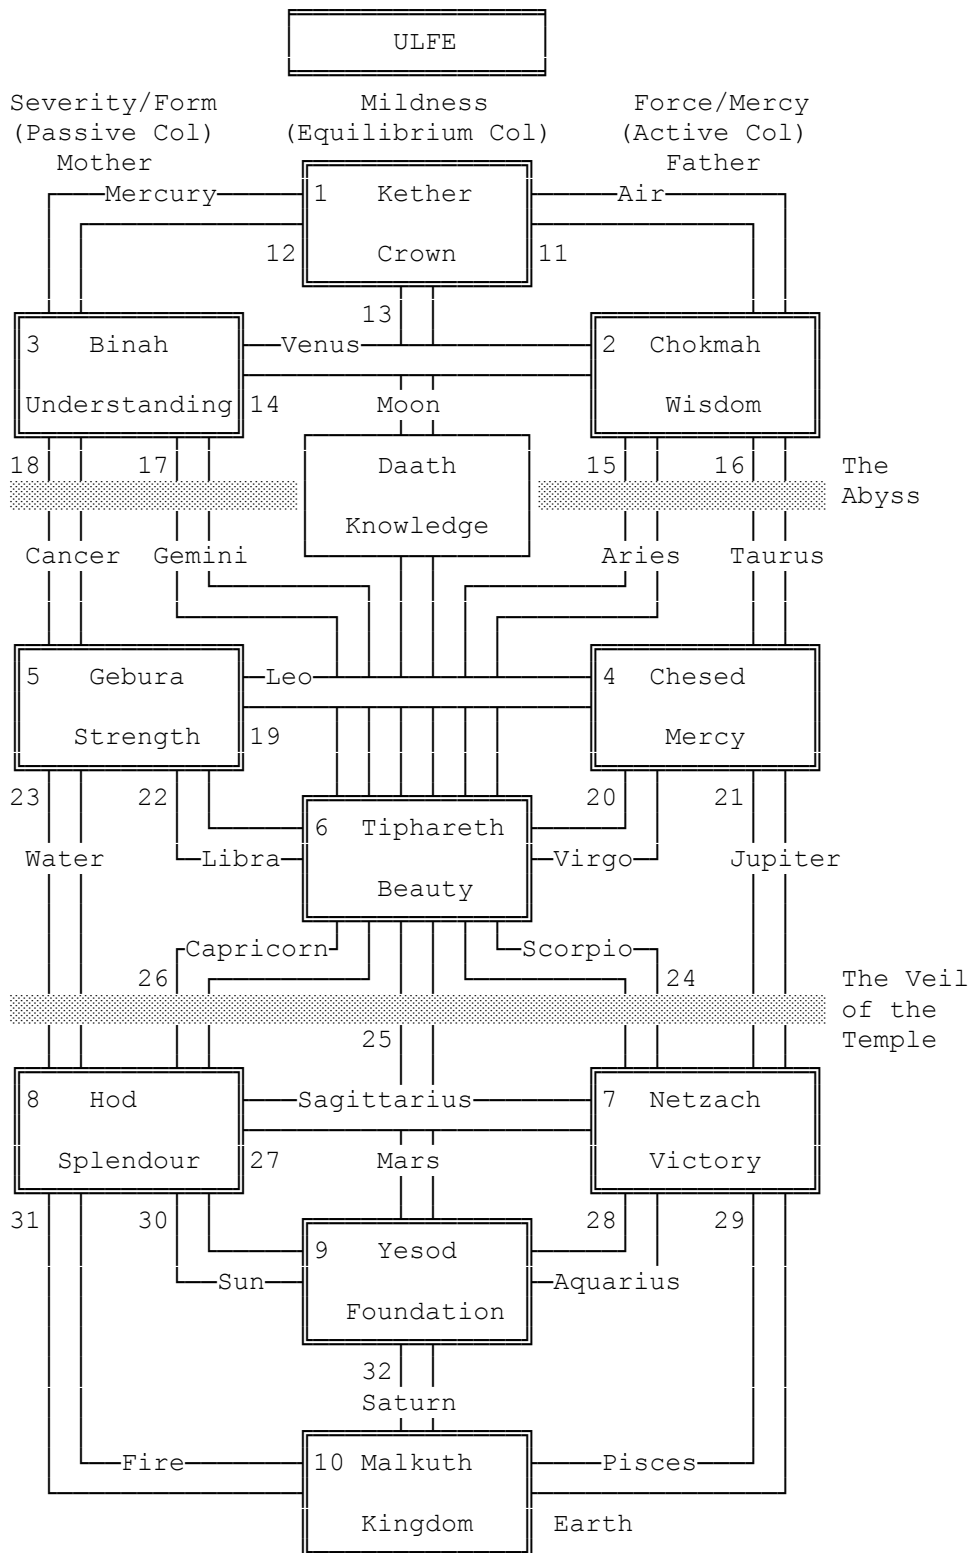 ULFE
Severity/Form Mildness Force/Mercy
(Passive Col) (Equilibrium Col) (Active Col)
Mother Father
Mercury 1 Kether Air
12 Crown 11
13
3 Binah Venus 2 Chokmah
Understanding 14 Moon Wisdom
18 17 Daath 15 16 The
Abyss
Knowledge
Cancer Gemini Aries Taurus
5 Gebura Leo 4 Chesed
Strength 19 Mercy
23 22 20 21
6 Tiphareth
Water Libra Virgo Jupiter
Beauty
Capricorn Scorpio
26 24 The Veil
of the
25 Temple
8 Hod Sagittarius 7 Netzach
Splendour 27 Mars Victory
31 30 28 29
9 Yesod
Sun Aquarius
Foundation
32
Saturn
Fire 10 Malkuth Pisces
Kingdom Earth